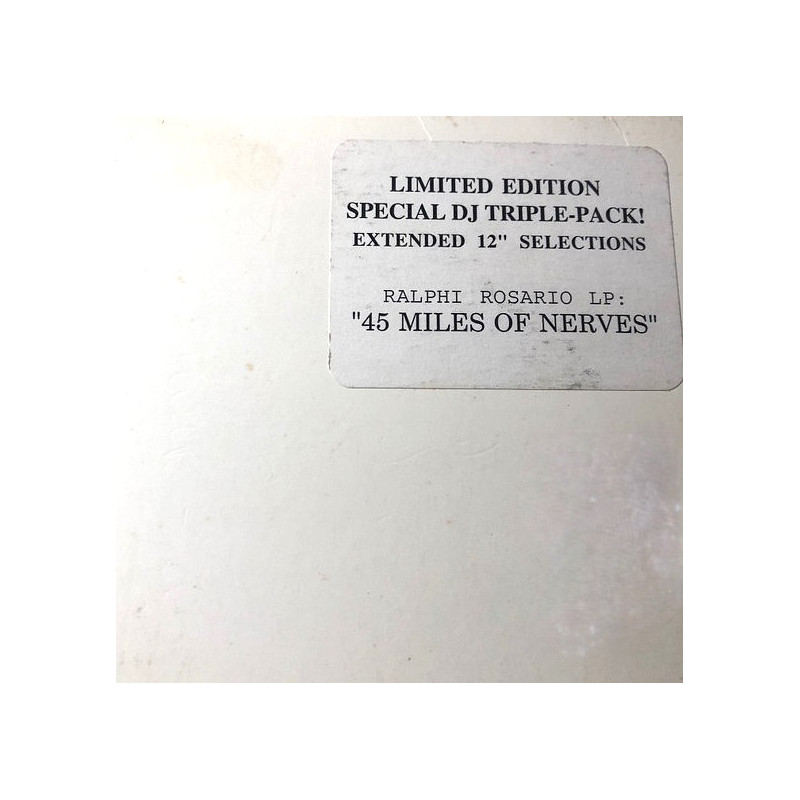 LIMITED EDITION
SPECIAL DJ TRIPLE-PACK!
EXTENDED 12" SELECTIONS
RALPHI ROSARIO LP:
"45 MILES OF NERVES"